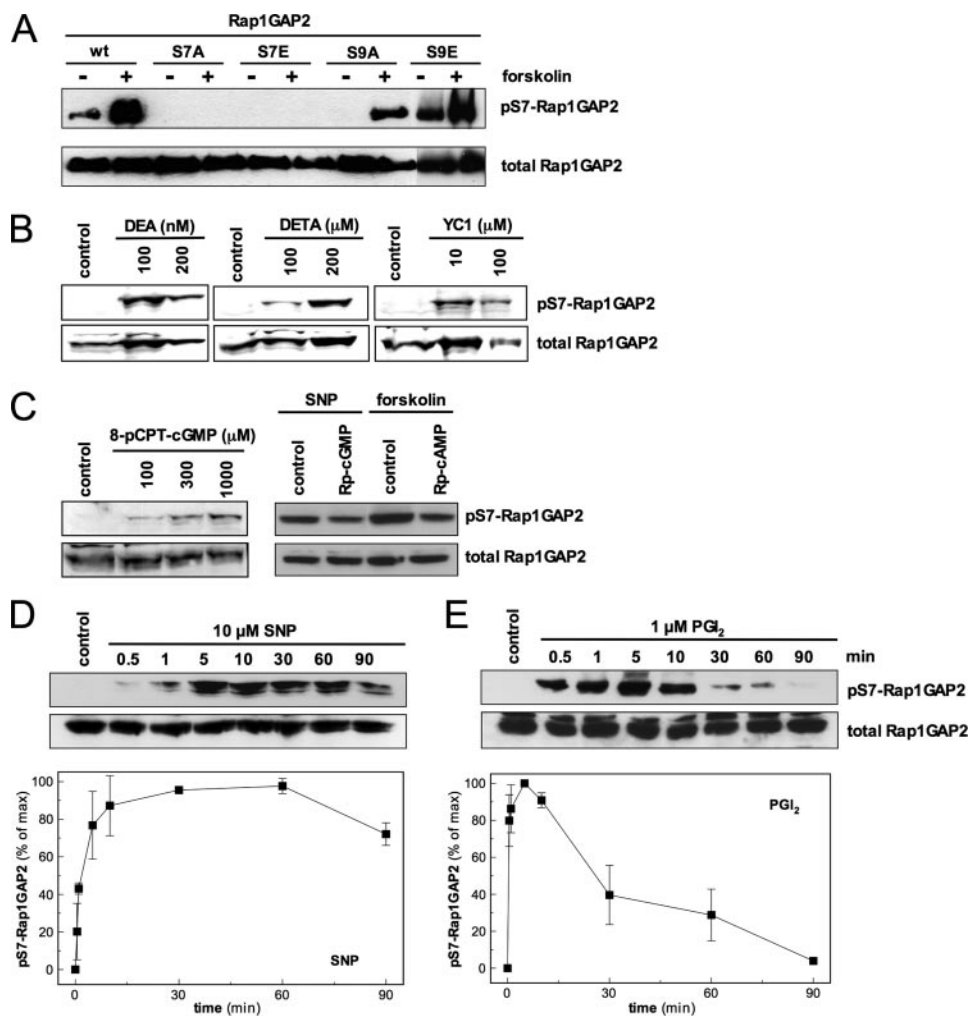 A
Rap1GAP2
wt S7A S7E S9A S9E
- + - + - + - + - + forskolin
pS7-Rap1GAP2
total Rap1GAP2
B
control DEA (nM) 100 200
control DETA (μM) 100 200
control YC1 (μM) 10 100
pS7-Rap1GAP2
total Rap1GAP2
C
control 8-pCPT-cGMP (μM) 100 300 1000
SNP forskolin
control Rp-cGMP control Rp-cAMP
pS7-Rap1GAP2
total Rap1GAP2
D
control 10 µM SNP
0.5 1 5 10 30 60 90
pS7-Rap1GAP2 (% of max)
100
80
60
40
20
0
SNP
0 30 60 90
time (min)
E
control 1 µM PGI₂
0.5 1 5 10 30 60 90 min
pS7-Rap1GAP2
total Rap1GAP2
pS7-Rap1GAP2 (% of max)
100
80
60
40
20
0
PGI₂
0 30 60 90
time (min)